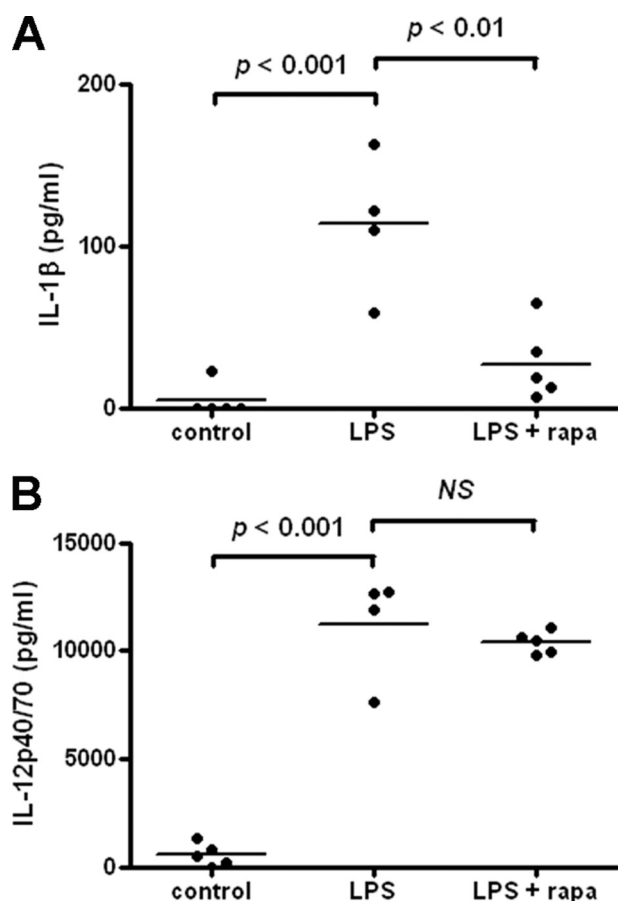 A
p < 0.001
p < 0.01
IL-1β (pg/ml)
200
100
0
control LPS LPS + rapa
B
p < 0.001
NS
IL-12p40/70 (pg/ml)
15000
10000
5000
0
control LPS LPS + rapa